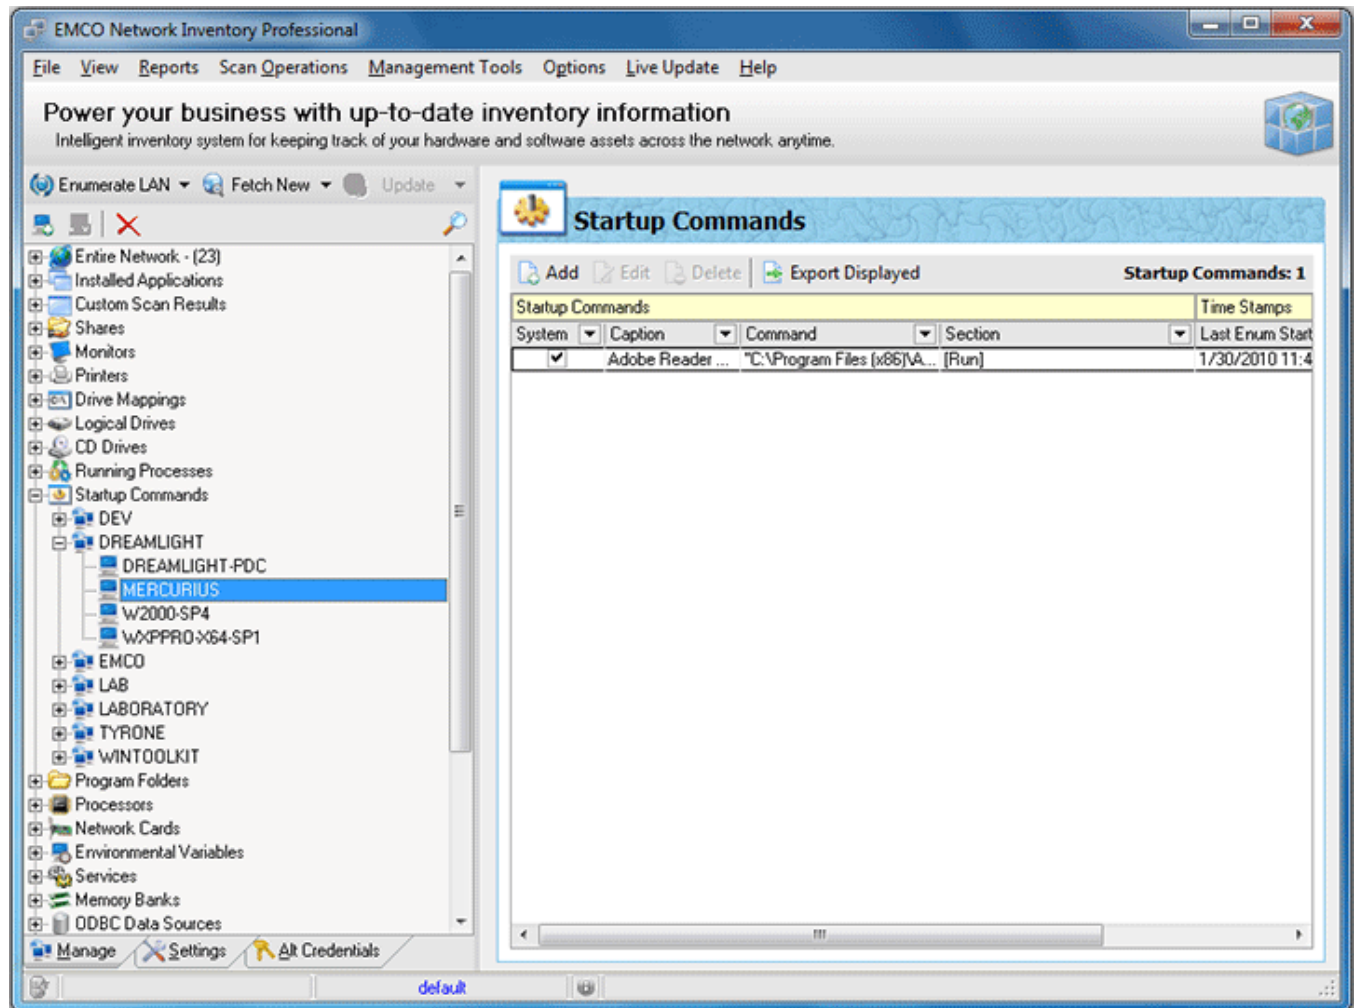 EMCO Network Inventory Professional
File View Reports Scan Operations Management Tools Options Live Update Help
Power your business with up-to-date inventory information
Intelligent inventory system for keeping track of your hardware and software assets across the network anytime.
Enumerate LAN Fetch New Update
Entire Network - (23)
Installed Applications
Custom Scan Results
Shares
Monitors
Printers
Drive Mappings
Logical Drives
CD Drives
Running Processes
Startup Commands
DEV
DREAMLIGHT
DREAMLIGHT-PDC
MERCURIUS
W2000-SP4
WXPPRO-X64-SP1
EMCO
LAB
LABORATORY
TYRONE
WINTOOLKIT
Program Folders
Processors
Network Cards
Environmental Variables
Services
Memory Banks
ODBC Data Sources
Manage Settings Alt Credentials
Startup Commands
Add Edit Delete Export Displayed Startup Commands: 1
Startup Commands Time Stamps
System Caption Command Section Last Enum Start
Adobe Reader ... "C:\Program Files (x86)\A... [Run] 1/30/2010 11:4
default